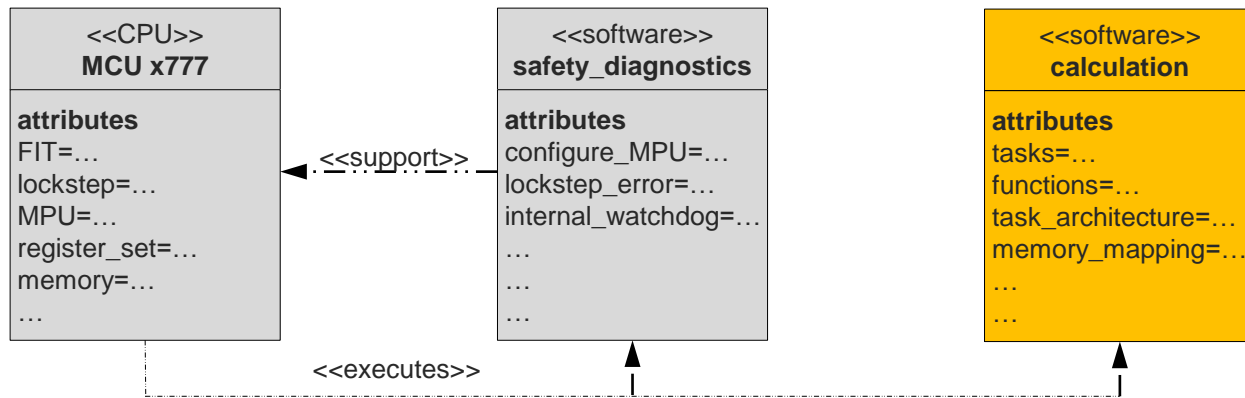 <<CPU>>
MCU x777
attributes
FIT=…
lockstep=…
MPU=…
register_set=…
memory=…
…
<<support>>
<<software>>
safety_diagnostics
attributes
configure_MPU=…
lockstep_error=…
internal_watchdog=…
…
…
…
<<software>>
calculation
attributes
tasks=…
functions=…
task_architecture=…
memory_mapping=…
…
…
<<executes>>